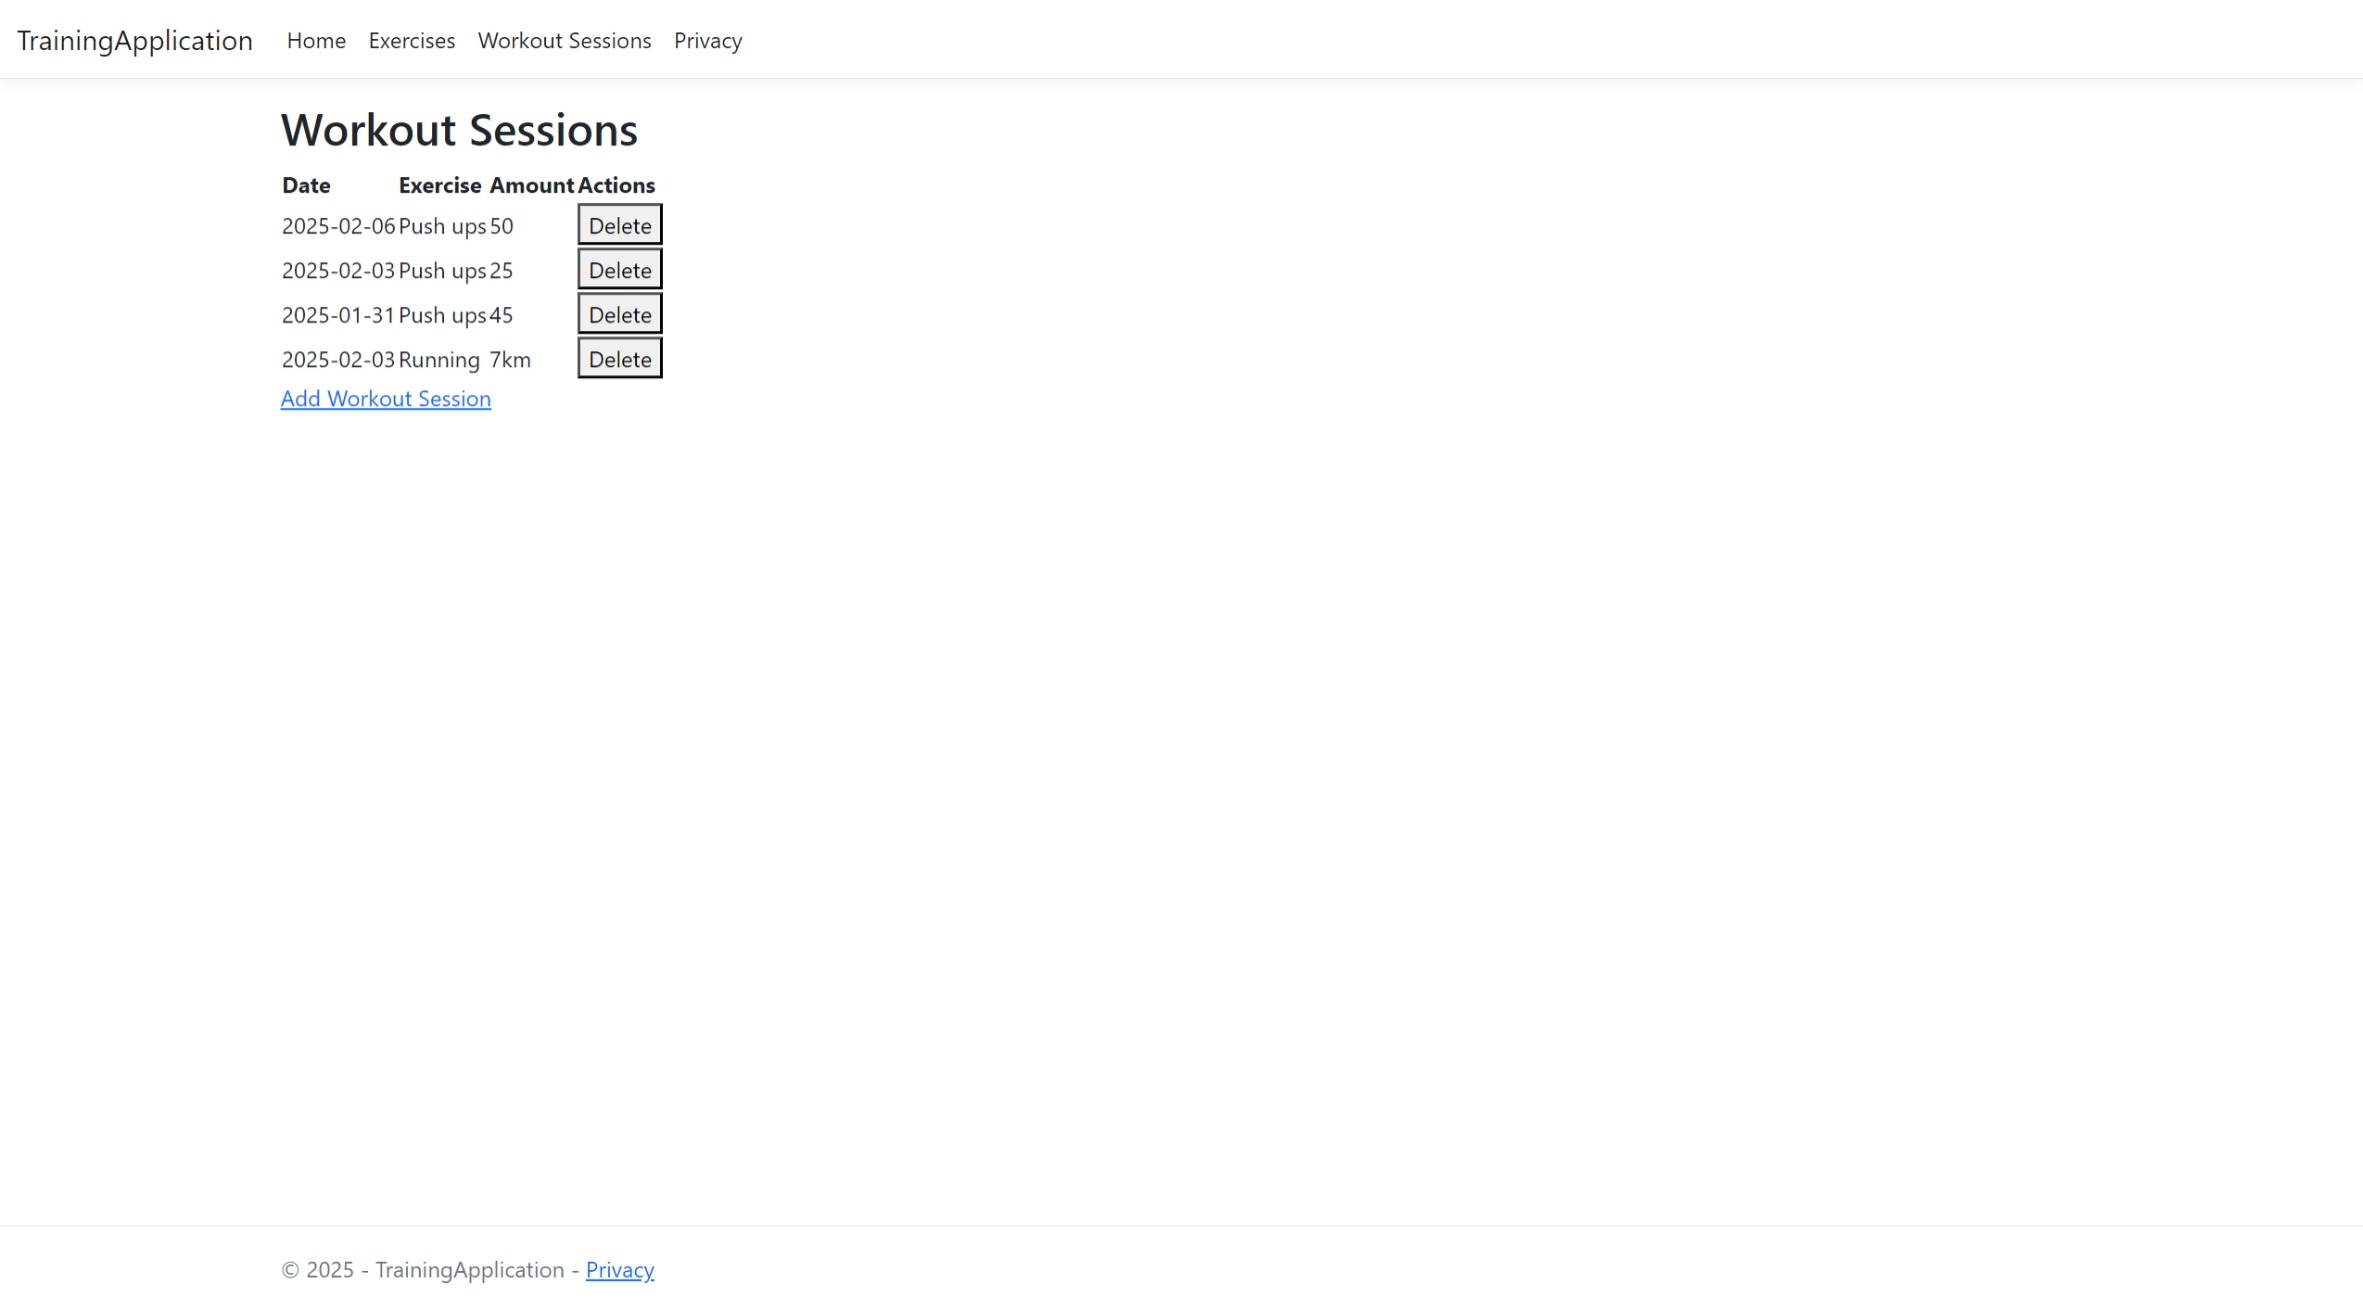 TrainingApplication Home Exercises Workout Sessions Privacy
Workout Sessions
Date Exercise Amount Actions
2025-02-06 Push ups 50 Delete
2025-02-03 Push ups 25 Delete
2025-01-31 Push ups 45 Delete
2025-02-03 Running 7km Delete
Add Workout Session
© 2025 - TrainingApplication - Privacy